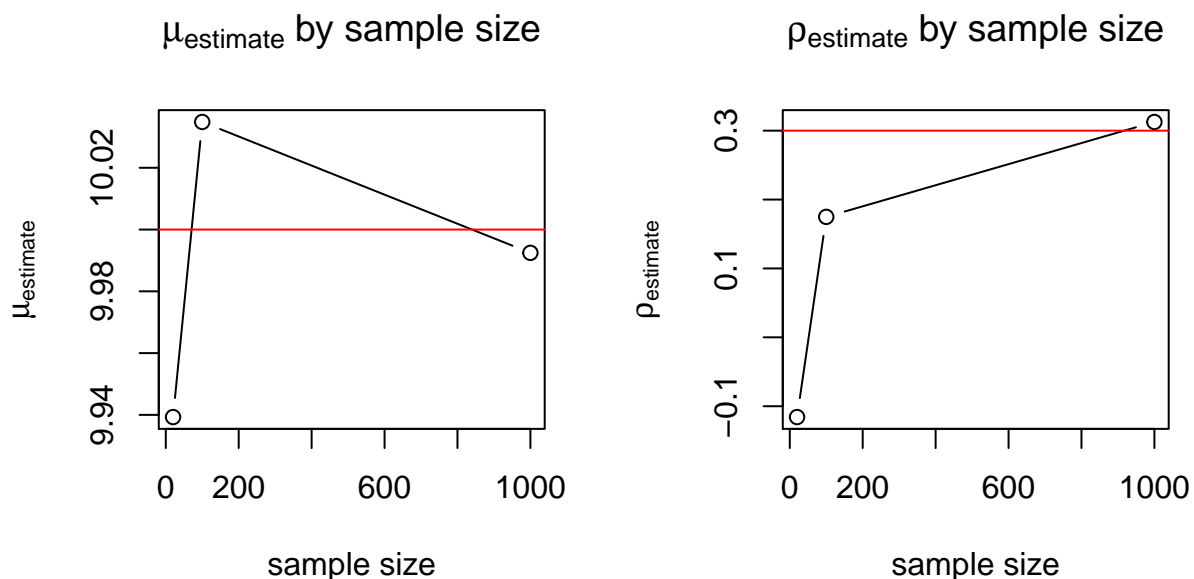 μestimate by sample size
μestimate
10.02
9.98
9.94
0 200 600 1000
sample size
ρestimate by sample size
ρestimate
0.3
0.1
−0.1
0 200 600 1000
sample size